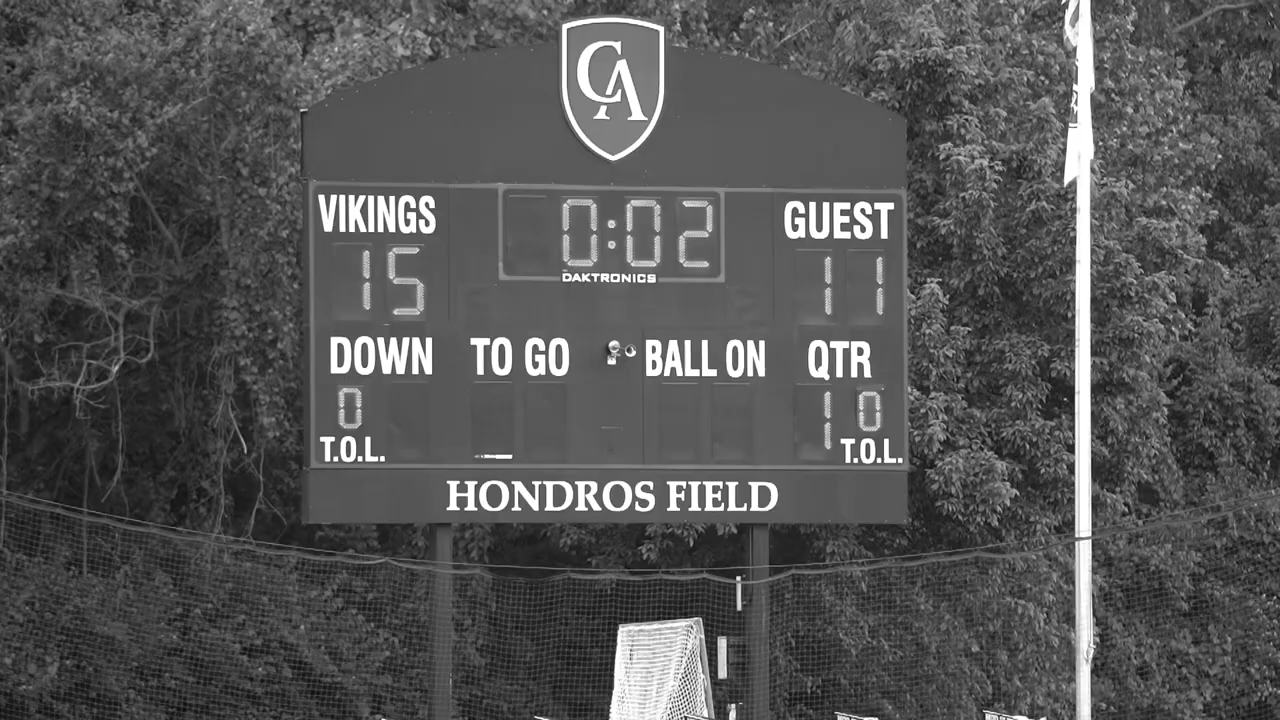 CA
VIKINGS 0:02 GUEST
DAKTRONICS
15 11
DOWN TO GO BALL ON QTR
0 1 0
T.O.L. T.O.L.
HONDROS FIELD